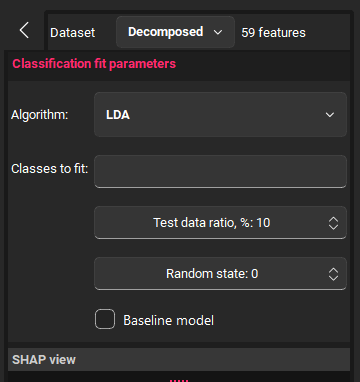 Dataset Decomposed 59 features
Classification fit parameters
Algorithm: LDA
Classes to fit:
Test data ratio, %: 10
Random state: 0
Baseline model
SHAP view